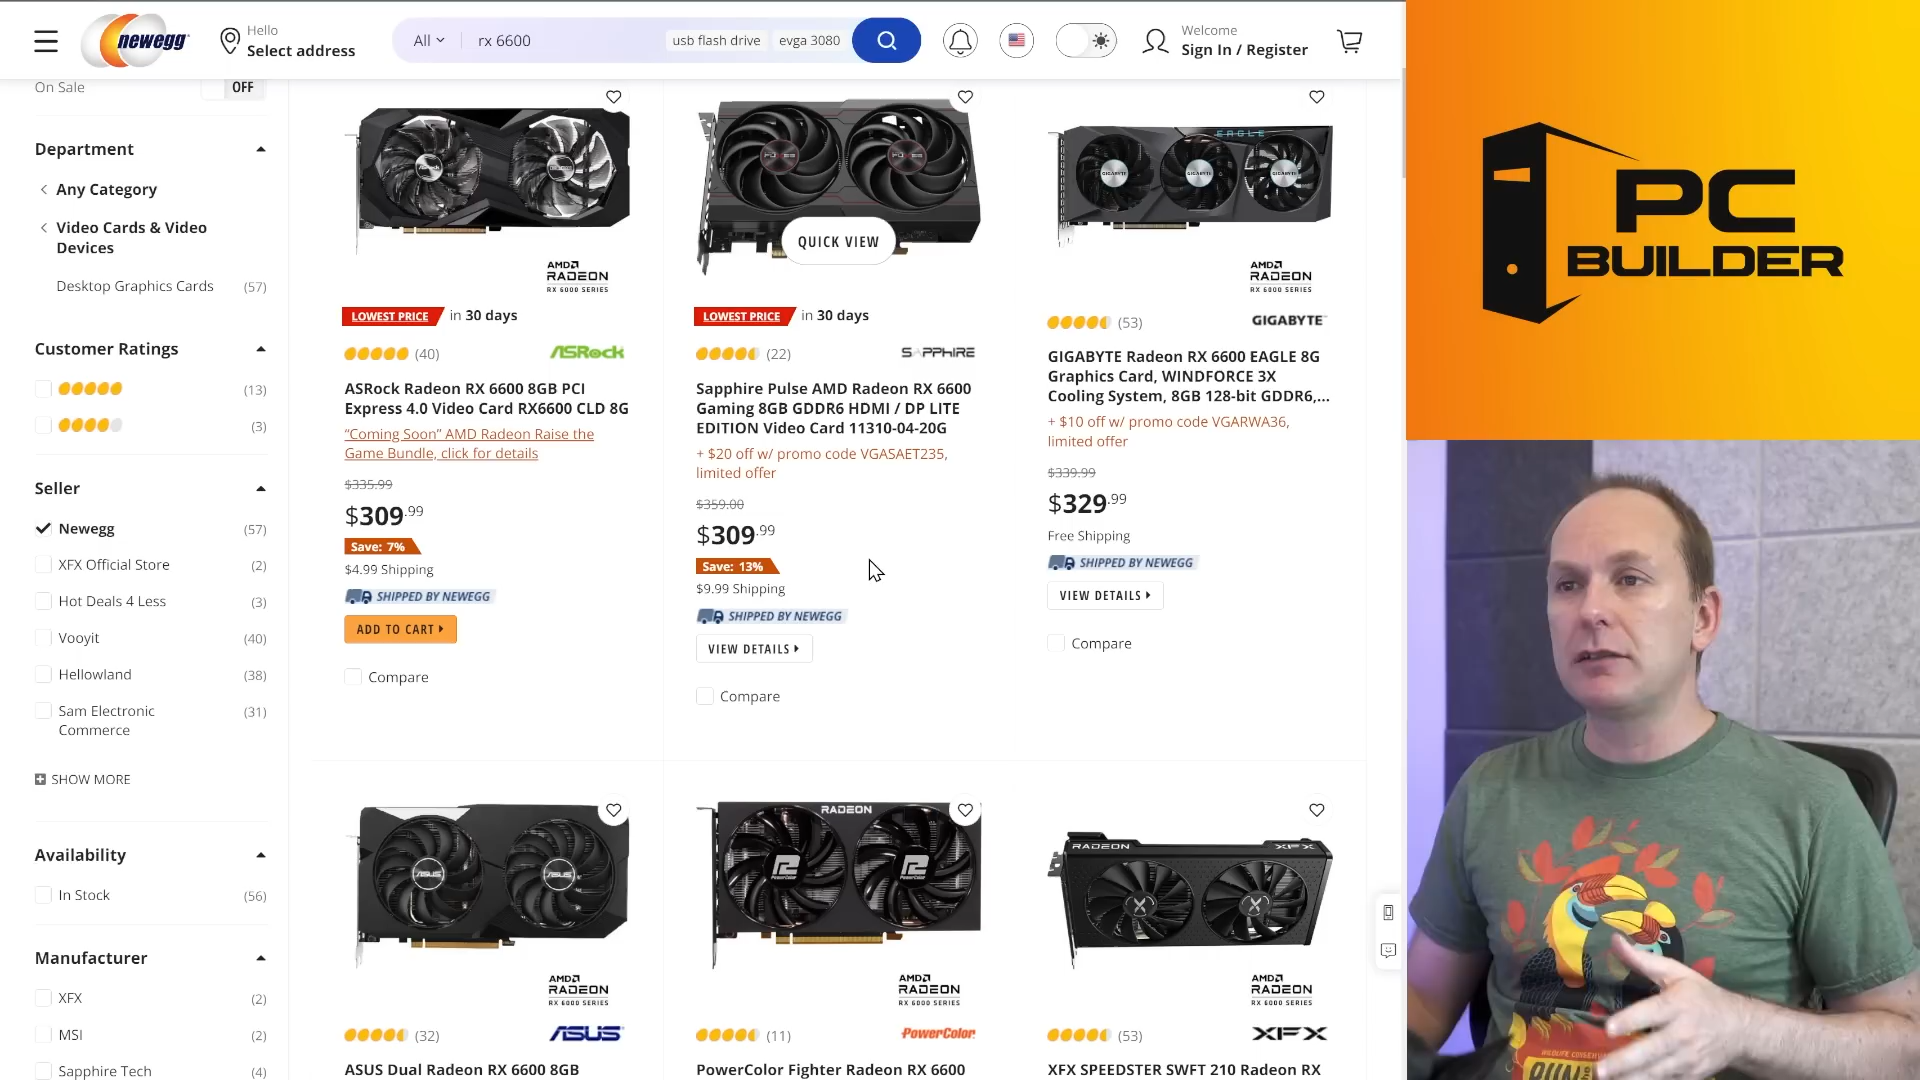 newegg
Hello
Select address
All
rx 6600
usb flash drive
evga 3080
Welcome
Sign In / Register
On Sale
OFF
Department
Any Category
Video Cards & Video
Devices
Desktop Graphics Cards (57)
Customer Ratings
(13)
(3)
Seller
Newegg (57)
XFX Official Store (2)
Hot Deals 4 Less (3)
Vooyit (40)
Hellowland (38)
Sam Electronic
Commerce (31)
SHOW MORE
Availability
In Stock (56)
Manufacturer
XFX (2)
MSI (2)
Sapphire Tech (4)
AMD
RADEON
RX 6000 SERIES
LOWEST PRICE in 30 days
(40)
ASRock
ASRock Radeon RX 6600 8GB PCI
Express 4.0 Video Card RX6600 CLD 8G
“Coming Soon” AMD Radeon Raise the
Game Bundle, click for details
$335.99
$309.99
Save: 7%
$4.99 Shipping
SHIPPED BY NEWEGG
ADD TO CART
Compare
QUICK VIEW
LOWEST PRICE in 30 days
(22)
SAPPHIRE
Sapphire Pulse AMD Radeon RX 6600
Gaming 8GB GDDR6 HDMI / DP LITE
EDITION Video Card 11310-04-20G
+ $20 off w/ promo code VGASAET235,
limited offer
$359.00
$309.99
Save: 13%
$9.99 Shipping
SHIPPED BY NEWEGG
VIEW DETAILS
Compare
EAGLE
GIGABYTE
GIGABYTE
GIGABYTE
AMD
RADEON
RX 6000 SERIES
(53)
GIGABYTE
GIGABYTE Radeon RX 6600 EAGLE 8G
Graphics Card, WINDFORCE 3X
Cooling System, 8GB 128-bit GDDR6,...
+ $10 off w/ promo code VGARWA36,
limited offer
$339.99
$329.99
Free Shipping
SHIPPED BY NEWEGG
VIEW DETAILS
Compare
ASUS
ASUS
AMD
RADEON
RX 6000 SERIES
(32)
ASUS
ASUS Dual Radeon RX 6600 8GB
RADEON
PowerColor
PowerColor
AMD
RADEON
RX 6000 SERIES
(11)
PowerColor
PowerColor Fighter Radeon RX 6600
RADEON
XFX
AMD
RADEON
RX 6000 SERIES
(53)
XFX
XFX SPEEDSTER SWFT 210 Radeon RX
PC
BUILDER